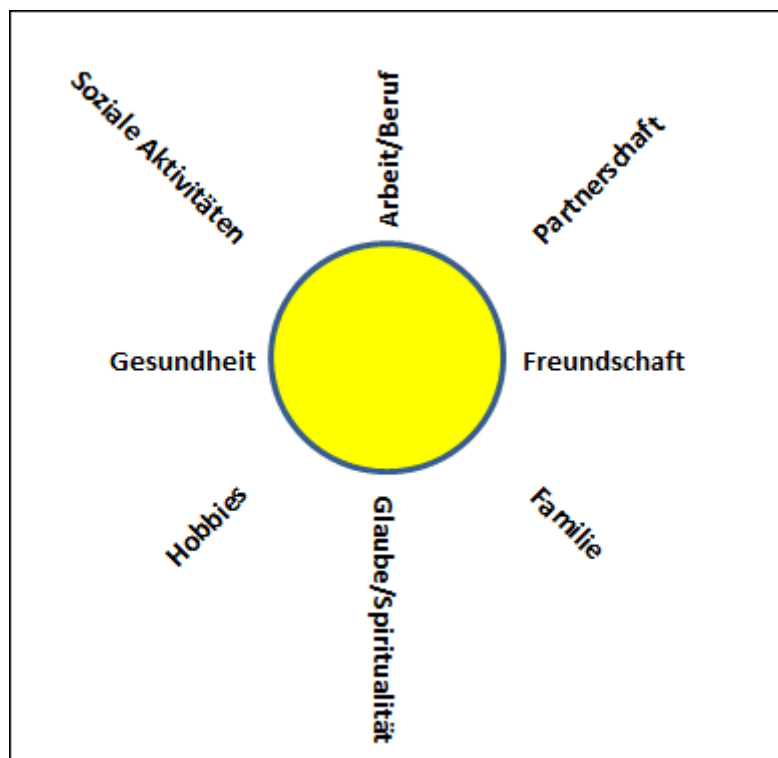 Soziale Aktivitäten
Arbeit/Beruf
Partnerschaft
Gesundheit
Freundschaft
Hobbies
Glaube/Spiritualität
Familie